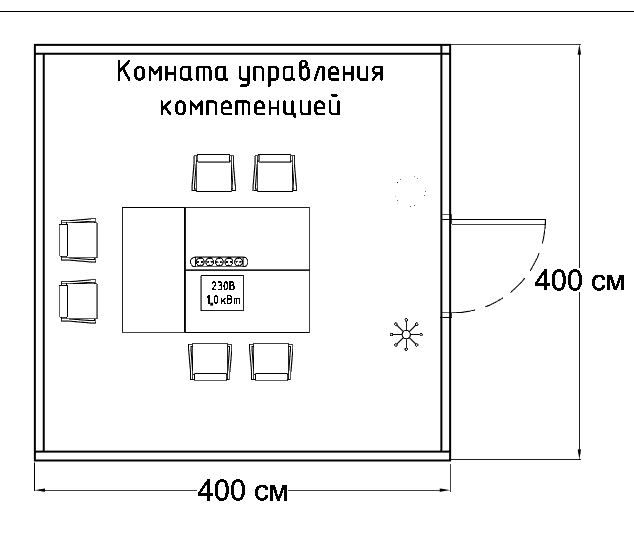 Комната управления
компетенцией
230В
1,0 кВт
400 см
400 см